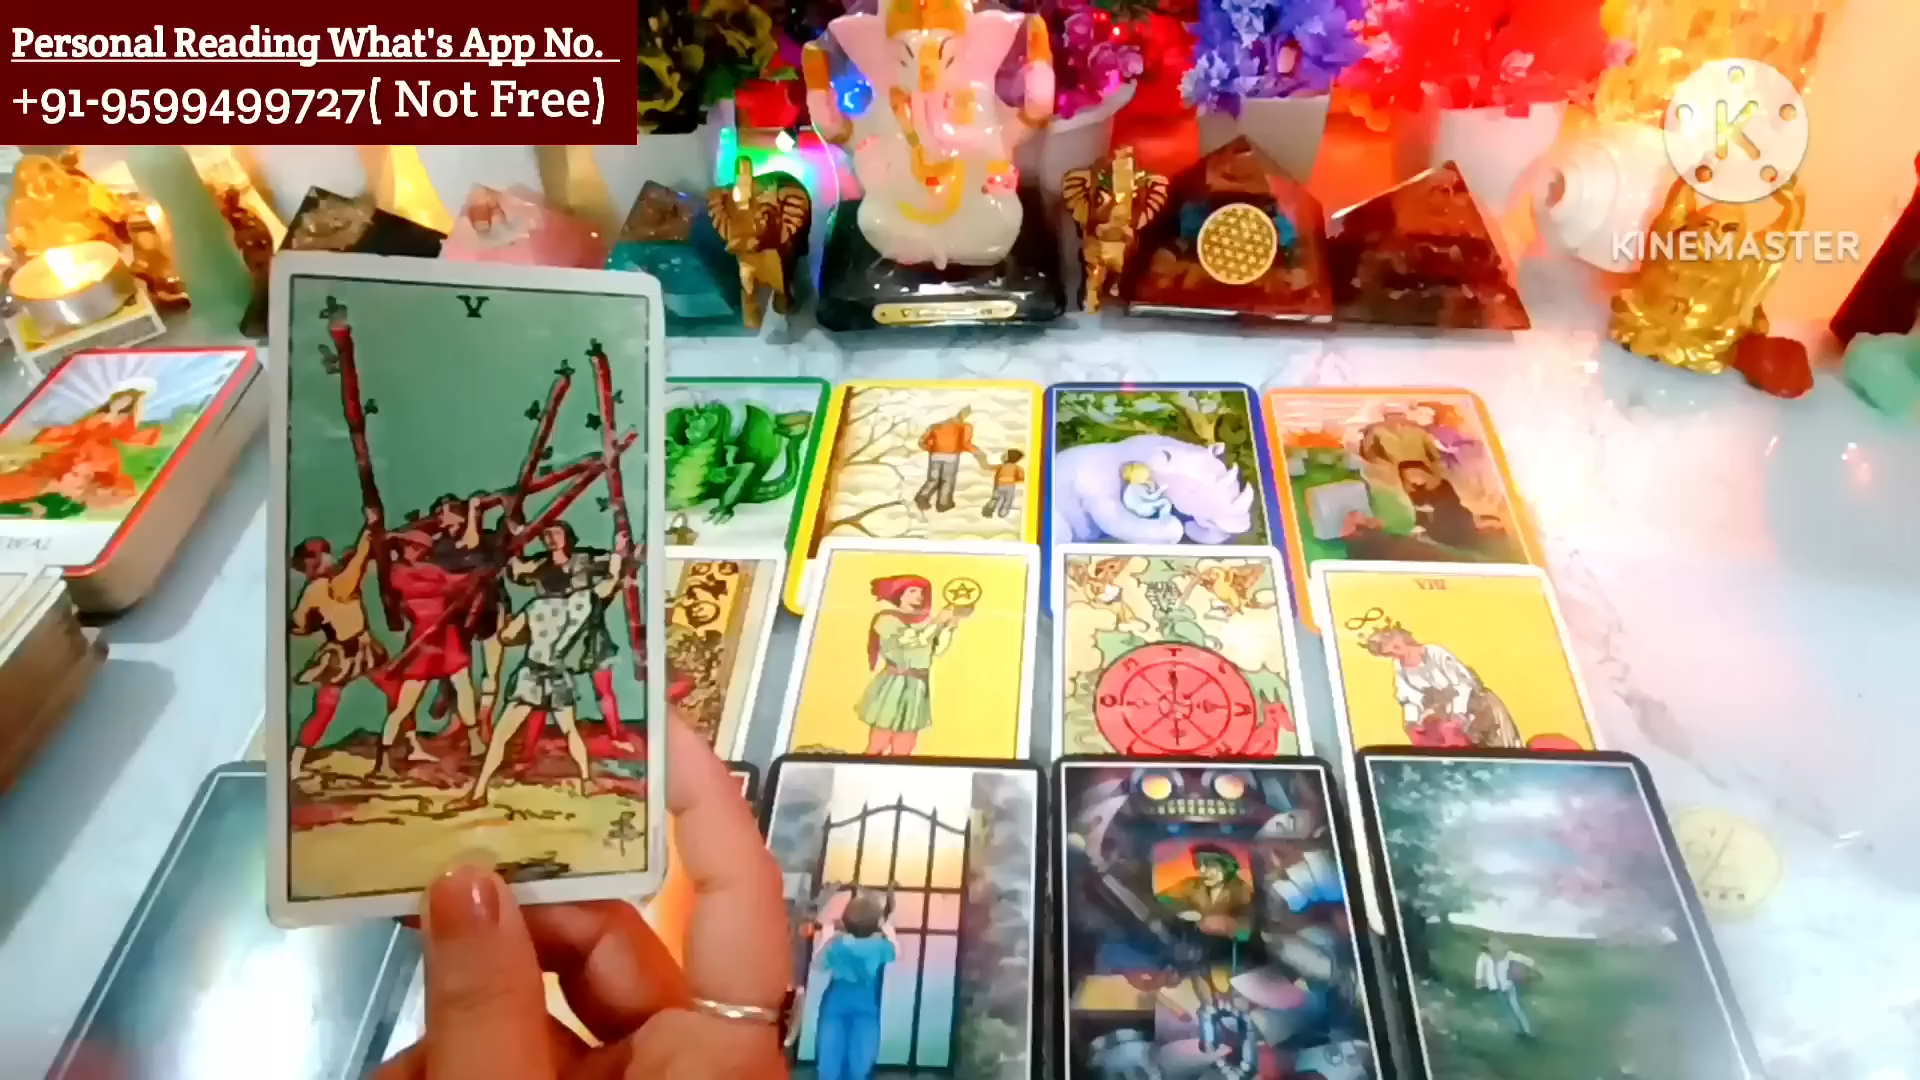 Personal Reading What's App No.
+91-9599499727( Not Free)
K
KINEMASTER
V
X
VIII